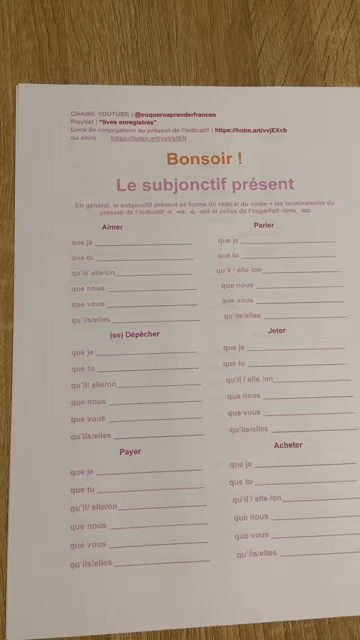 CHAINE YOUTUBE : @euqueroaprenderfrances
Playlist : "lives enregistrés"
Livre de conjugaison au présent de l'indicatif : https://hotm.art/vvjEXcb
ou alors
Bonsoir !
Le subjonctif présent
En général, le subjonctif présent se forme du radical du verbe + les terminaisons du
présent de l'indicatif -e, -es, -e, -ent et celles de l'imparfait -ions, -iez.
Aimer
que je
que tu
qu'il/ elle/on
que nous
que vous
qu'ils/elles
Parler
que je
que tu
qu'il / elle /on
que nous
que vous
qu'ils/elles
(se) Dépêcher
que je
que tu
qu'il/ elle/on
que nous
que vous
qu'ils/elles
Jeter
que je
que tu
qu'il / elle /on
que nous
que vous
qu'ils/elles
Payer
que je
que tu
qu'il/ elle/on
que nous
que vous
qu'ils/elles
Acheter
que je
que tu
qu'il / elle /on
que nous
que vous
qu'ils/elles